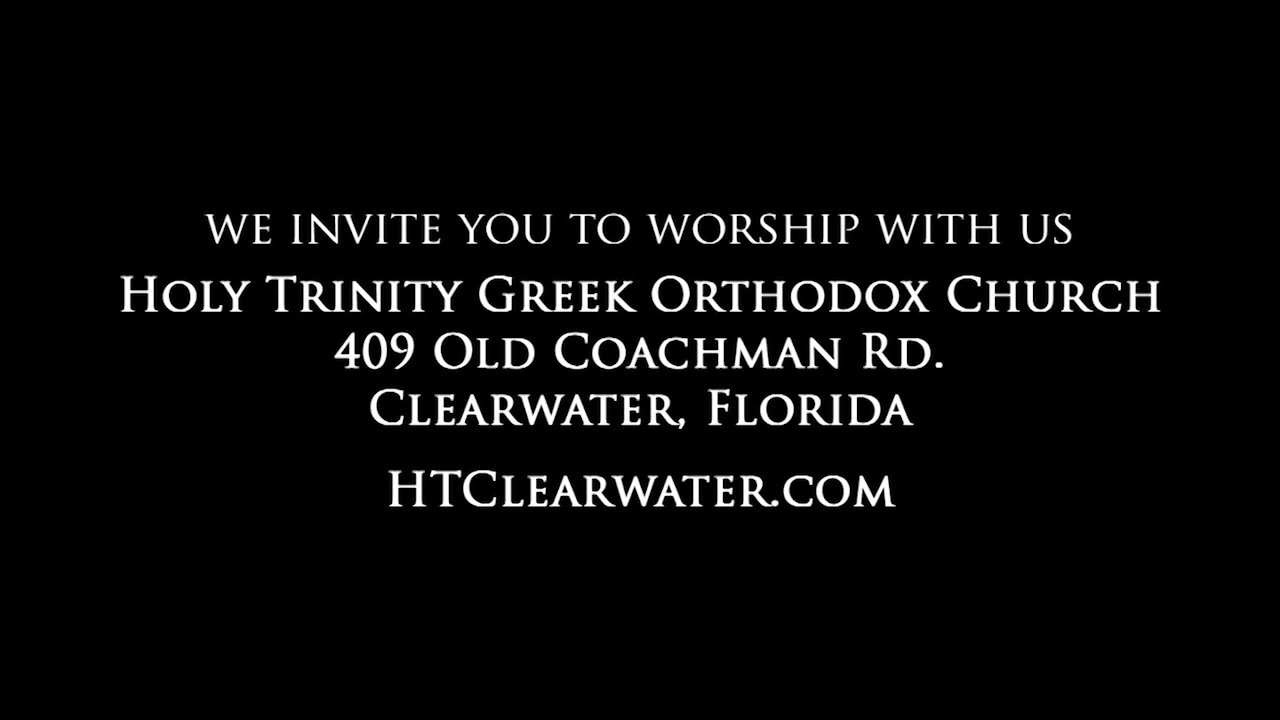 WE INVITE YOU TO WORSHIP WITH US
Holy Trinity Greek Orthodox Church
409 Old Coachman Rd.
Clearwater, Florida
HTClearwater.com